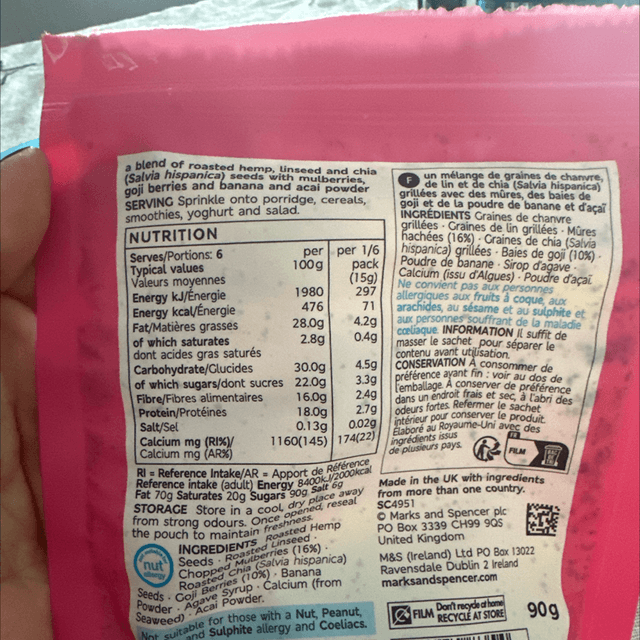 a blend of roasted hemp, linseed and chia
(Salvia hispanica) seeds with mulberries,
goji berries and banana and acai powder
SERVING Sprinkle onto porridge, cereals,
smoothies, yoghurt and salad.
NUTRITION
Serves/Portions: 6
Typical values
Valeurs moyennes
per 100g
per 1/6 pack (15g)
Energy kJ/Énergie 1980 297
Energy kcal/Énergie 476 71
Fat/Matières grasses 28.0g 4.2g
of which saturates 2.8g 0.4g
dont acides gras saturés
Carbohydrate/Glucides 30.0g 4.5g
of which sugars/dont sucres 22.0g 3.3g
Fibre/Fibres alimentaires 16.0g 2.4g
Protein/Protéines 18.0g 2.7g
Salt/Sel 0.13g 0.02g
Calcium mg (RI%)/ 1160(145) 174(22)
Calcium mg (AR%)
RI = Reference Intake/AR = Apport de Référence
Reference intake (adult) Energy 8400kJ/2000kcal
Fat 70g Saturates 20g Sugars 90g Salt 6g
STORAGE Store in a cool, dry place away
from strong odours. Once opened, reseal
the pouch to maintain freshness.
nut
allergy
INGREDIENTS Roasted Hemp
Seeds · Roasted Linseed ·
Chopped Mulberries (16%) ·
Roasted Chia (Salvia hispanica)
Seeds · Goji Berries (10%) · Banana
Powder · Agave Syrup · Calcium (from
Seaweed) · Acai Powder.
Not suitable for those with a Nut, Peanut,
and Sulphite allergy and Coeliacs.
F un mélange de graines de chanvre,
de lin et de chia (Salvia hispanica)
grillées avec des mûres, des baies de
goji et de la poudre de banane et d'açaï
INGRÉDIENTS Graines de chanvre
grillées · Graines de lin grillées · Mûres
hachées (16%) · Graines de chia (Salvia
hispanica) grillées · Baies de goji (10%) ·
Poudre de banane · Sirop d'agave ·
Calcium (issu d'Algues) · Poudre d'açaï.
Ne convient pas aux personnes
allergiques aux fruits à coque, aux
arachides, au sésame et au sulphite et
aux personnes souffrant de la maladie
cœliaque. INFORMATION Il suffit de
masser le sachet pour séparer le
contenu avant utilisation.
CONSERVATION À consommer de
préférence avant fin : voir au dos de
l'emballage. À conserver de préférence
dans un endroit frais et sec, à l'abri des
odeurs fortes. Refermer le sachet
intérieur pour conserver le produit.
Élaboré au Royaume-Uni avec des
ingrédients issus
de plusieurs pays.
FR
FILM
Made in the UK with ingredients
from more than one country.
SC4951
© Marks and Spencer plc
PO Box 3339 CH99 9QS
United Kingdom
M&S (Ireland) Ltd PO Box 13022
Ravensdale Dublin 2 Ireland
marksandspencer.com
FILM
Don't recycle at home
RECYCLE AT STORE
90g